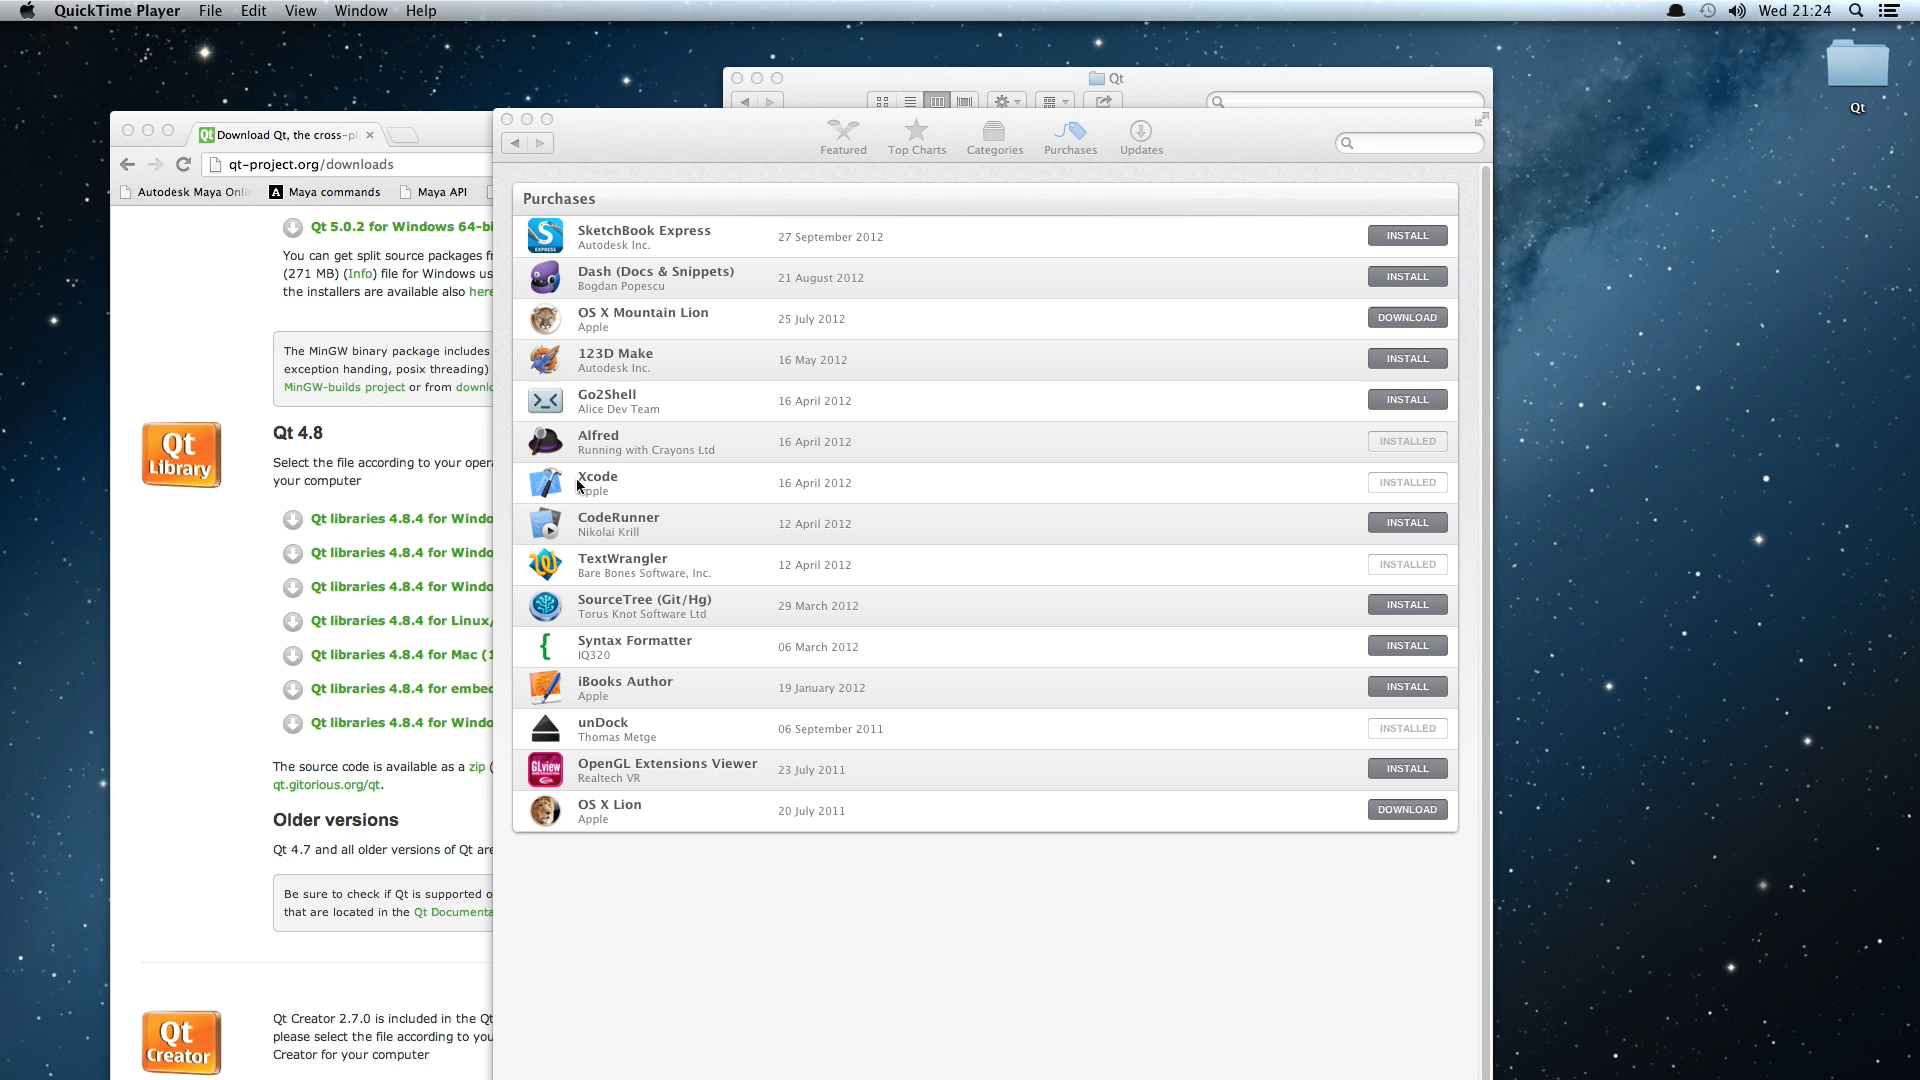 QuickTime Player File Edit View Window Help
Wed 21:24
Qt
Qt
Download Qt, the cross-pl
qt-project.org/downloads
Autodesk Maya Onli
Maya commands
Maya API
Qt 5.0.2 for Windows 64-bi
You can get split source packages f
(271 MB) (Info) file for Windows us
the installers are available also here
The MinGW binary package includes
exception handing, posix threading)
MinGW-builds project or from downl
Qt
Library
Qt 4.8
Select the file according to your oper
your computer
Qt libraries 4.8.4 for Windo
Qt libraries 4.8.4 for Windo
Qt libraries 4.8.4 for Windo
Qt libraries 4.8.4 for Linux/
Qt libraries 4.8.4 for Mac (1
Qt libraries 4.8.4 for embed
Qt libraries 4.8.4 for Windo
The source code is available as a zip (
qt.gitorious.org/qt.
Older versions
Qt 4.7 and all older versions of Qt are
Be sure to check if Qt is supported o
that are located in the Qt Documenta
Qt
Creator
Qt Creator 2.7.0 is included in the Qt
please select the file according to you
Creator for your computer
Featured Top Charts Categories Purchases Updates
Purchases
SketchBook Express
Autodesk Inc.
27 September 2012
INSTALL
Dash (Docs & Snippets)
Bogdan Popescu
21 August 2012
INSTALL
OS X Mountain Lion
Apple
25 July 2012
DOWNLOAD
123D Make
Autodesk Inc.
16 May 2012
INSTALL
Go2Shell
Alice Dev Team
16 April 2012
INSTALL
Alfred
Running with Crayons Ltd
16 April 2012
INSTALLED
Xcode
Apple
16 April 2012
INSTALLED
CodeRunner
Nikolai Krill
12 April 2012
INSTALL
TextWrangler
Bare Bones Software, Inc.
12 April 2012
INSTALLED
SourceTree (Git/Hg)
Torus Knot Software Ltd
29 March 2012
INSTALL
Syntax Formatter
IQ320
06 March 2012
INSTALL
iBooks Author
Apple
19 January 2012
INSTALL
unDock
Thomas Metge
06 September 2011
INSTALLED
GLview
OpenGL Extensions Viewer
Realtech VR
23 July 2011
INSTALL
OS X Lion
Apple
20 July 2011
DOWNLOAD